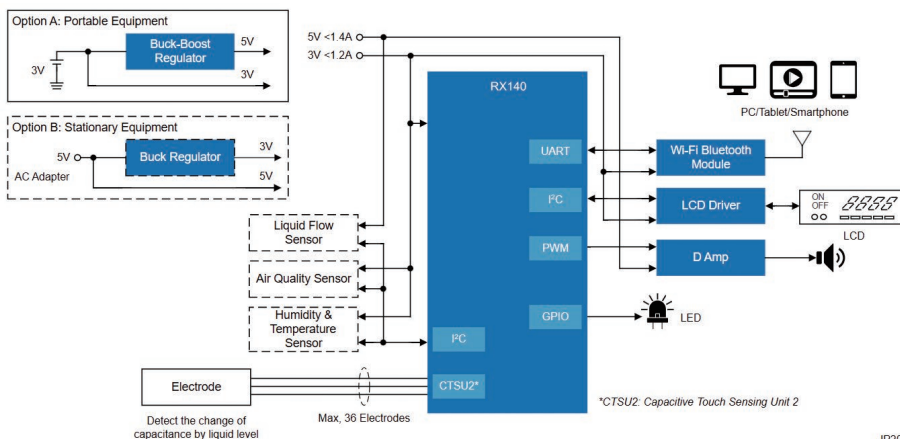 Option A: Portable Equipment
Buck-Boost
Regulator
5V
3V
3V
5V <1.4A
3V <1.2A
Option B: Stationary Equipment
5V
AC Adapter
Buck Regulator
3V
5V
RX140
UART
I²C
PWM
GPIO
I²C
CTSU2*
PC/Tablet/Smartphone
Wi-Fi Bluetooth
Module
LCD Driver
ON
OFF
8888
LCD
D Amp
LED
Liquid Flow
Sensor
Air Quality Sensor
Humidity &
Temperature
Sensor
Electrode
Detect the change of
capacitance by liquid level
Max, 36 Electrodes
*CTSU2: Capacitive Touch Sensing Unit 2